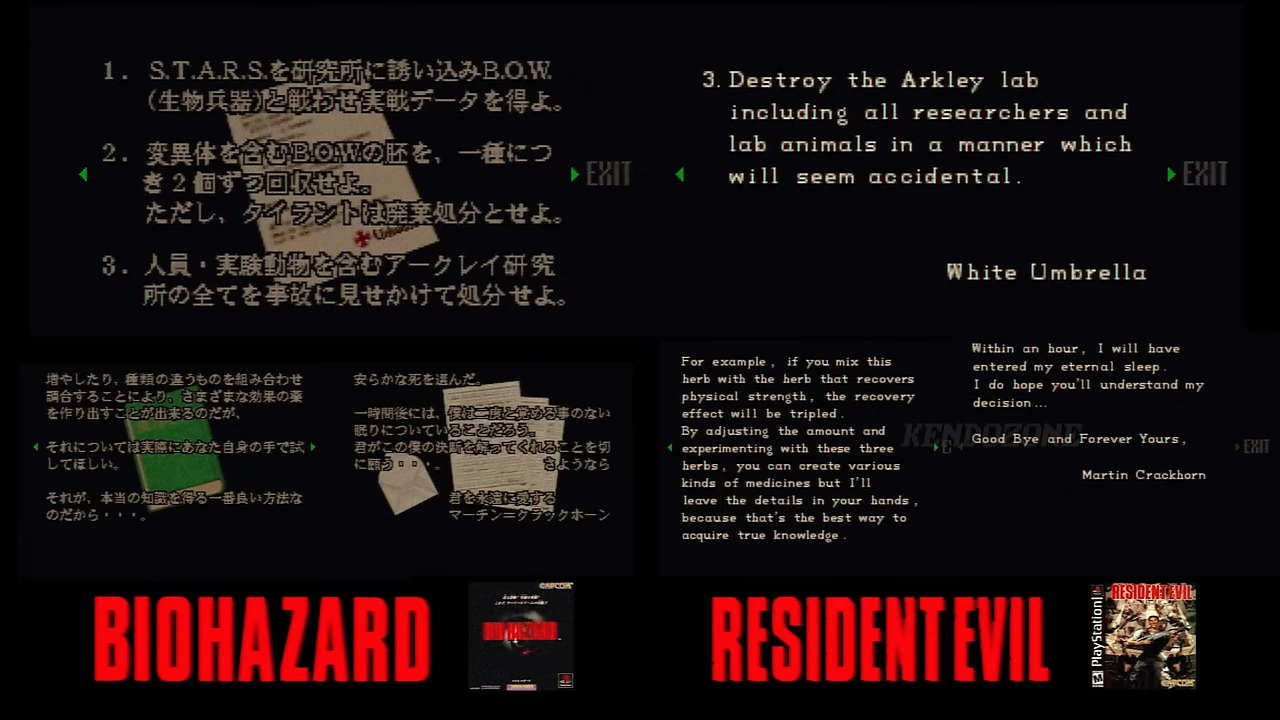 1. S.T.A.R.S.を研究所に誘い込みB.O.W.
(生物兵器)と戦わせ実戦データを得よ。
2. 変異体を含むB.O.W.の胚を、一種につ
き2個ずつ回収せよ。
ただし、タイラントは廃棄処分とせよ。
3. 人員・実験動物を含むアークレイ研究
所の全てを事故に見せかけて処分せよ。
EXIT
3. Destroy the Arkley lab
including all researchers and
lab animals in a manner which
will seem accidental.
White Umbrella
EXIT
増やしたり、種類の違うものを組み合わせ
調合することにより、さまざまな効果の薬
を作り出すことが出来るのだが、
それについては実際にあなた自身の手で試
してほしい。
それが、本当の知識を得る一番良い方法な
のだから・・・。
安らかな死を選んだ。
一時間後には、僕は二度と覚める事のない
眠りについていることだろう。
君がこの僕の決断を解ってくれることを切
に願う・・・。
さようなら
君を永遠に愛する
マーチン=クラックホーン
For example, if you mix this
herb with the herb that recovers
physical strength, the recovery
effect will be tripled.
By adjusting the amount and
experimenting with these three
herbs, you can create various
kinds of medicines but I'll
leave the details in your hands,
because that's the best way to
acquire true knowledge.
KENDOZONE
Within an hour, I will have
entered my eternal sleep.
I do hope you'll understand my
decision...
Good Bye and Forever Yours,
Martin Crackhorn
EXIT
BIOHAZARD
CAPCOM
BIOHAZARD
RESIDENT EVIL
PlayStation
RESIDENT EVIL
CAPCOM